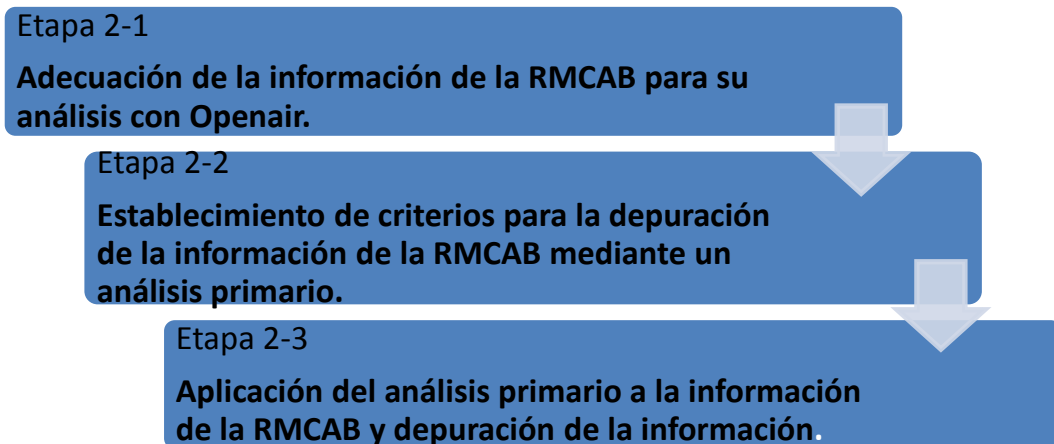 Etapa 2-1
Adecuación de la información de la RMCAB para su
análisis con Openair.
Etapa 2-2
Establecimiento de criterios para la depuración
de la información de la RMCAB mediante un
análisis primario.
Etapa 2-3
Aplicación del análisis primario a la información
de la RMCAB y depuración de la información.